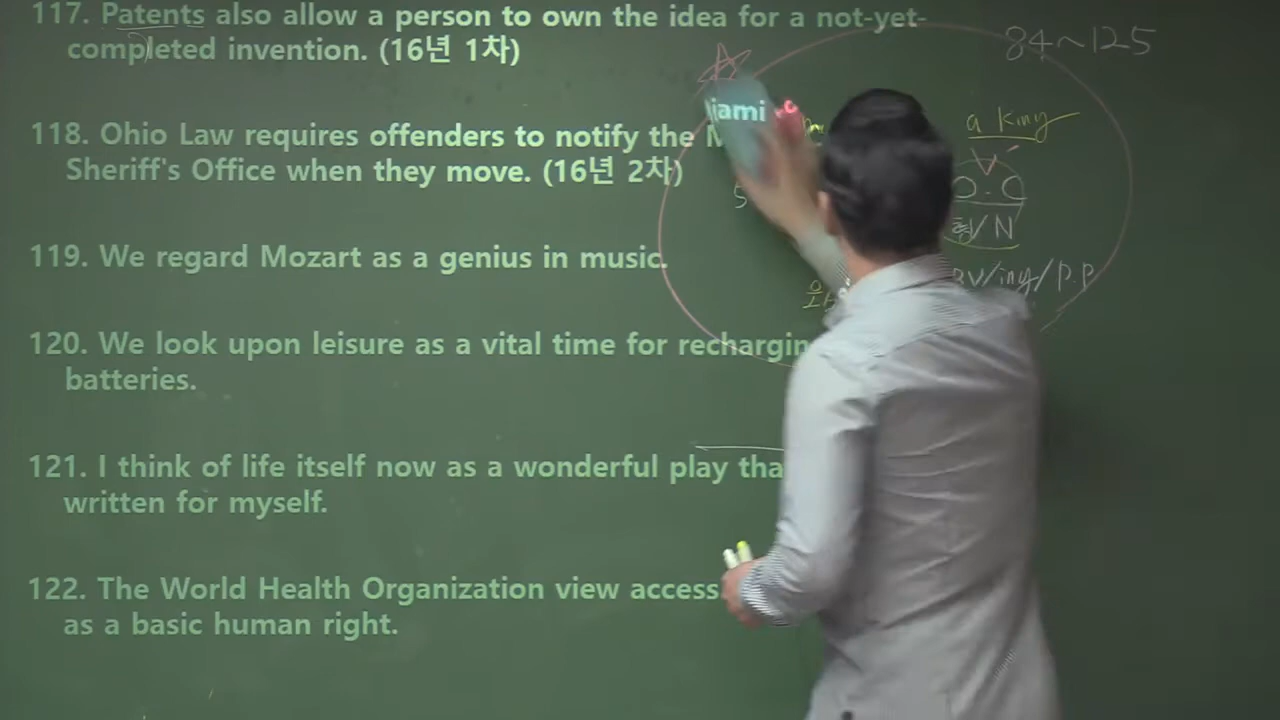 117. Patents also allow a person to own the idea for a not-yet-
completed invention. (16년 1차)
84~125
118. Ohio Law requires offenders to notify the
Sheriff's Office when they move. (16년 2차)
a king
O.C
형/N
119. We regard Mozart as a genius in music.
/ing/p.p
120. We look upon leisure as a vital time for
batteries.
121. I think of life itself now as a wonderful play
written for myself.
122. The World Health Organization view access
as a basic human right.